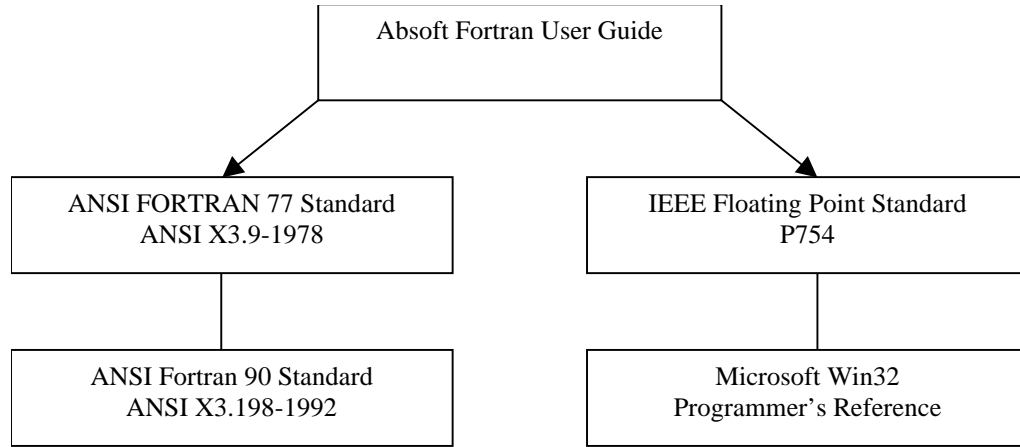 Absoft Fortran User Guide
ANSI FORTRAN 77 Standard
ANSI X3.9-1978
IEEE Floating Point Standard
P754
ANSI Fortran 90 Standard
ANSI X3.198-1992
Microsoft Win32
Programmer’s Reference